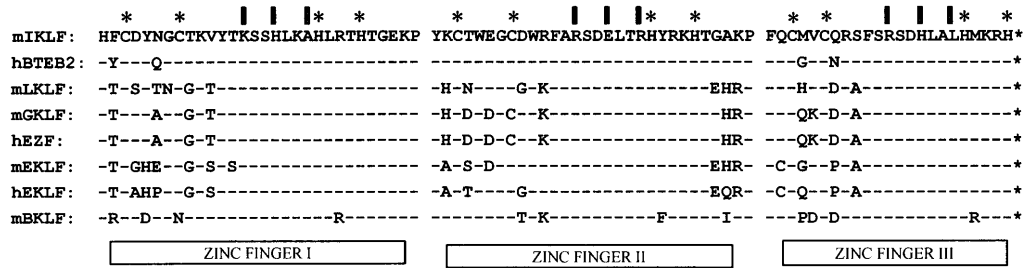 * * * * * * * * * * * *
mIKLF: HFCDYNGCTKVYTKSSHLKAHLRTHTGEKP YKCTWEGCDWRFARSDELTRHYRKHTGAKP FQCMVCQRSFSRSDHLALHMKRH*
hBTEB2: -Y---Q------------------------ ------------------------------ ---G--N----------------*
mLKLF: -T-S-TN-G-T------------------- -H-N----G-K---------------EHR- ---H--D-A--------------*
mGKLF: -T---A--G-T------------------- -H-D-D-C--K----------------HR- ---QK-D-A--------------*
hEZF: -T---A--G-T------------------- -H-D-D-C--K----------------HR- ---QK-D-A--------------*
mEKLF: -T-GHE--G-S-S----------------- -A-S-D--------------------EHR- -C-G--P-A--------------*
hEKLF: -T-AHP--G-S------------------- -A-T----G-----------------EQR- -C-Q--P-A--------------*
mBKLF: -R--D--N--------------R------- --------T-K----------Y-----I-- ---PD-D-------------R--*
ZINC FINGER I ZINC FINGER II ZINC FINGER III